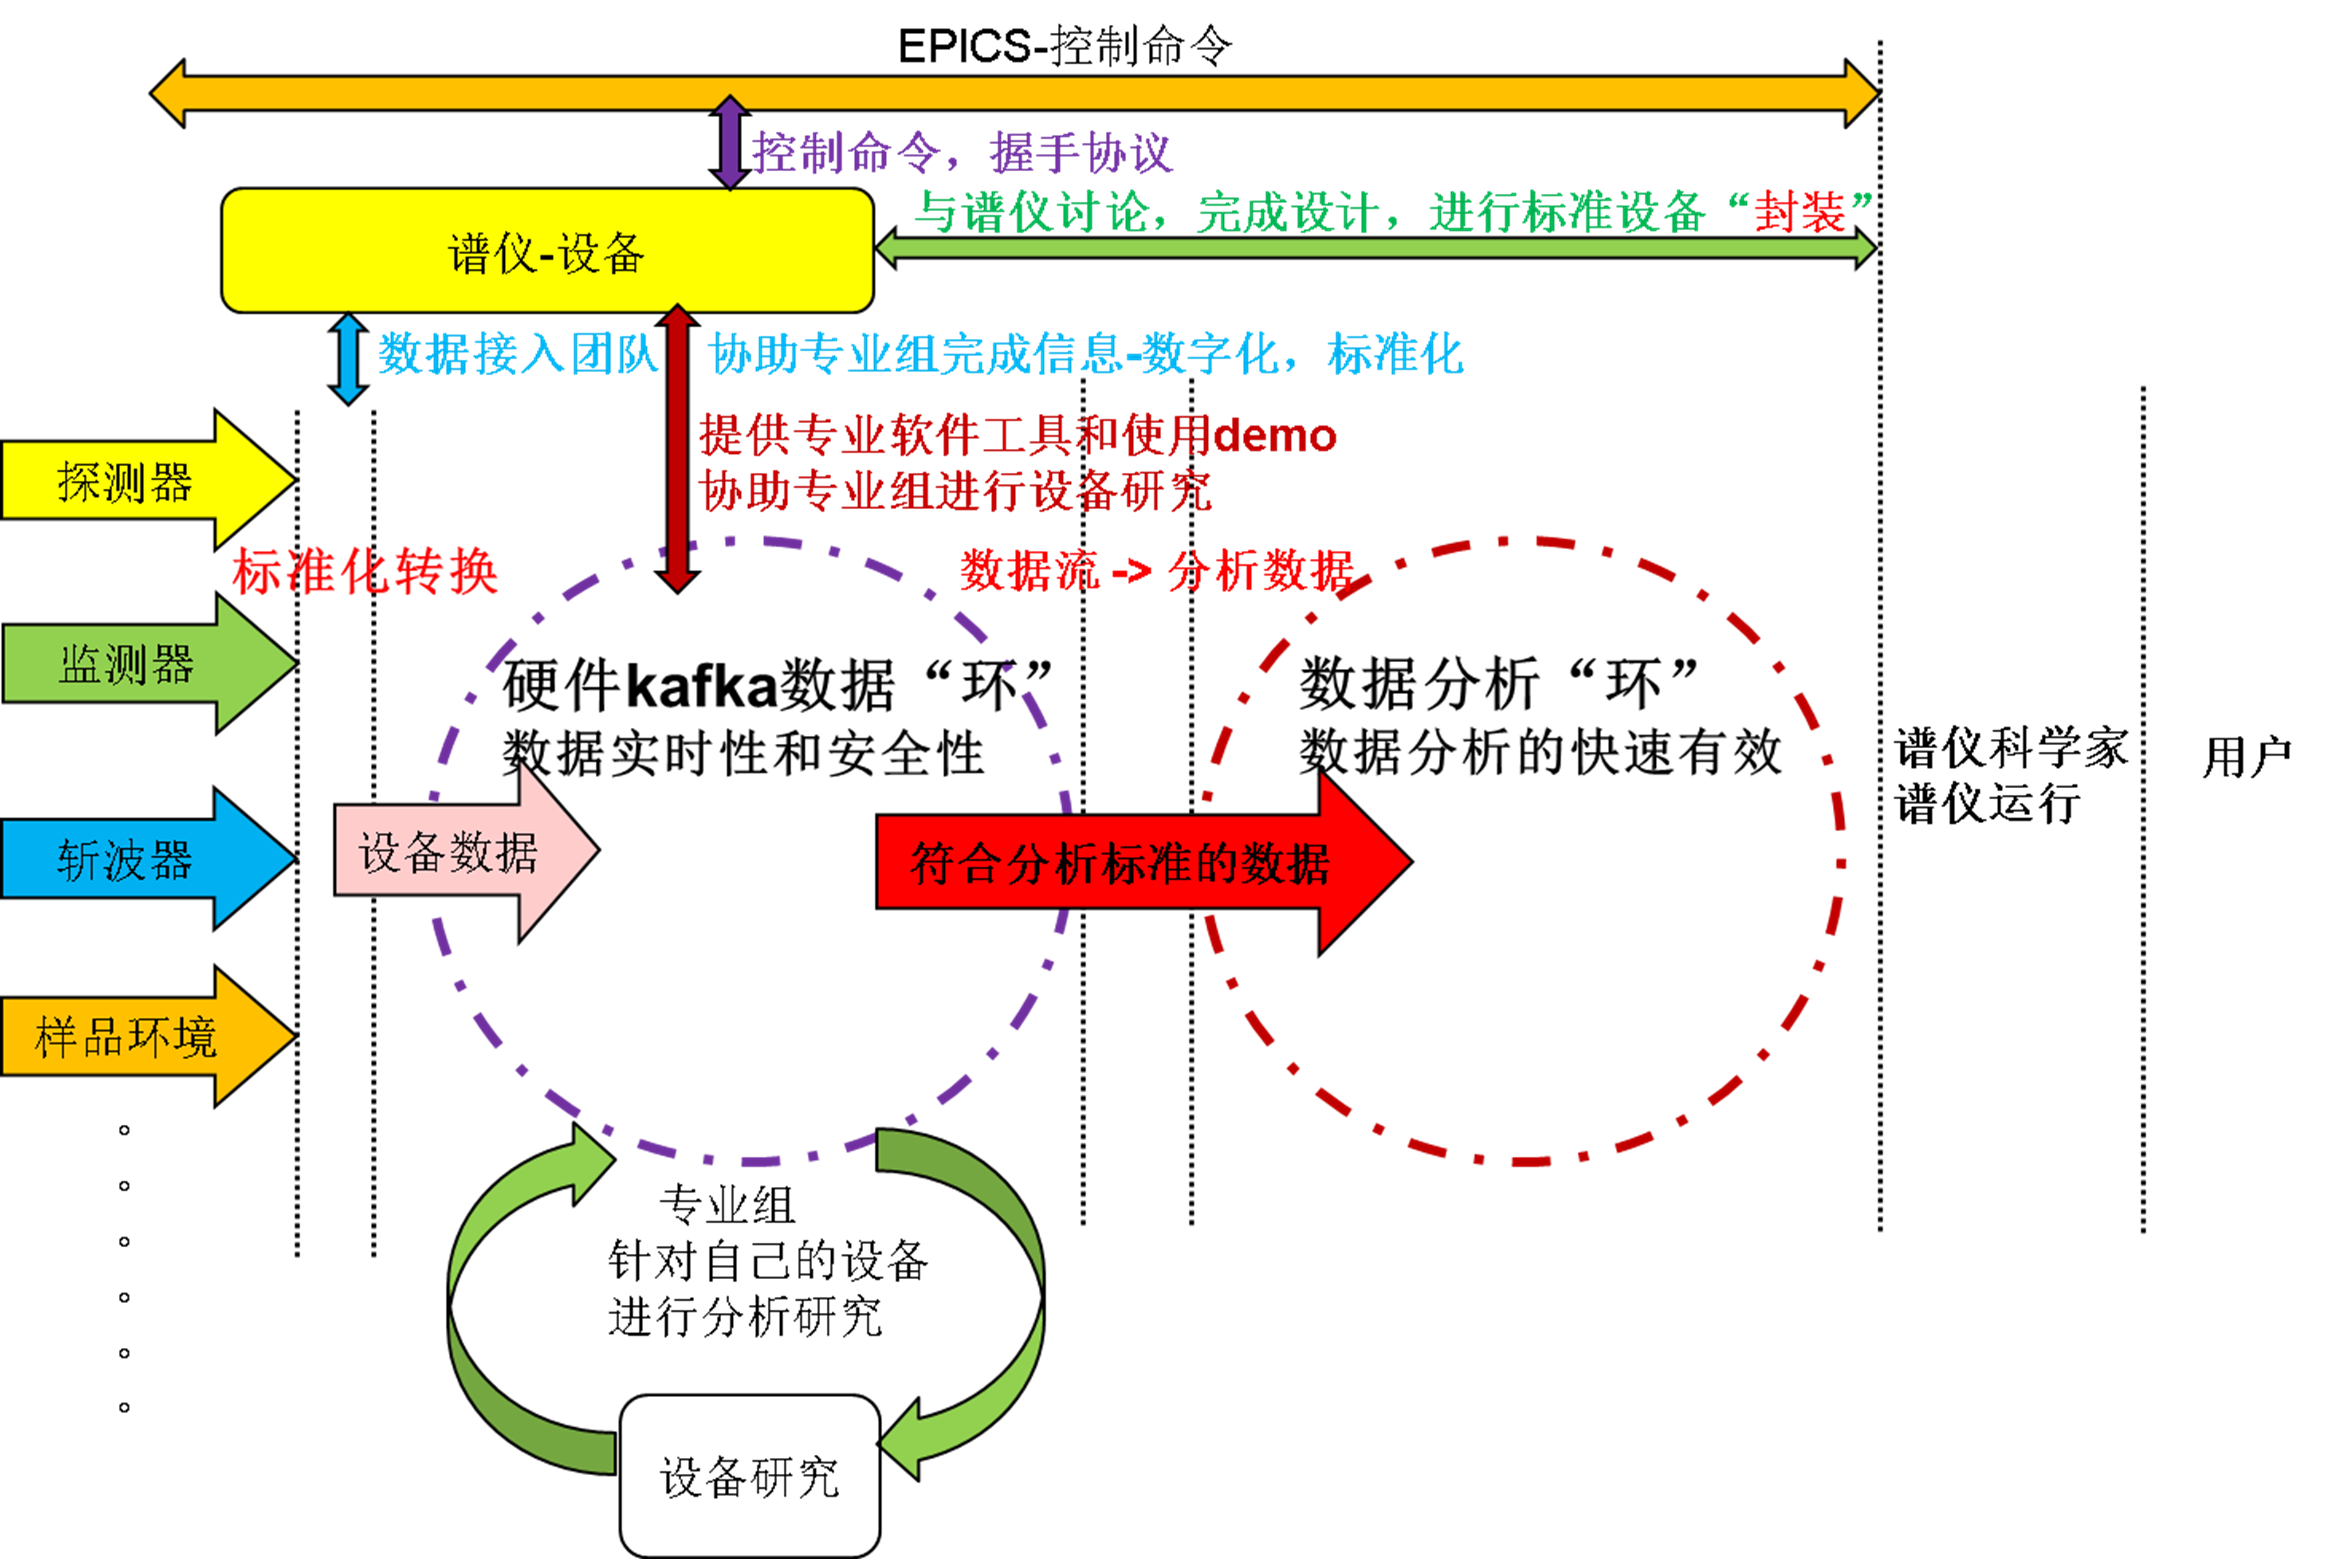 EPICS-控制命令
控制命令，握手协议
与谱仪讨论，完成设计，进行标准设备“封装”
谱仪-设备
数据接入团队 协助专业组完成信息-数字化，标准化
提供专业软件工具和使用demo
协助专业组进行设备研究
探测器
标准化转换
数据流 -> 分析数据
监测器
硬件kafka数据“环”
数据实时性和安全性
数据分析“环”
数据分析的快速有效
谱仪科学家
谱仪运行
用户
斩波器
设备数据
符合分析标准的数据
样品环境
。
。
。
。
。
。
专业组
针对自己的设备
进行分析研究
设备研究